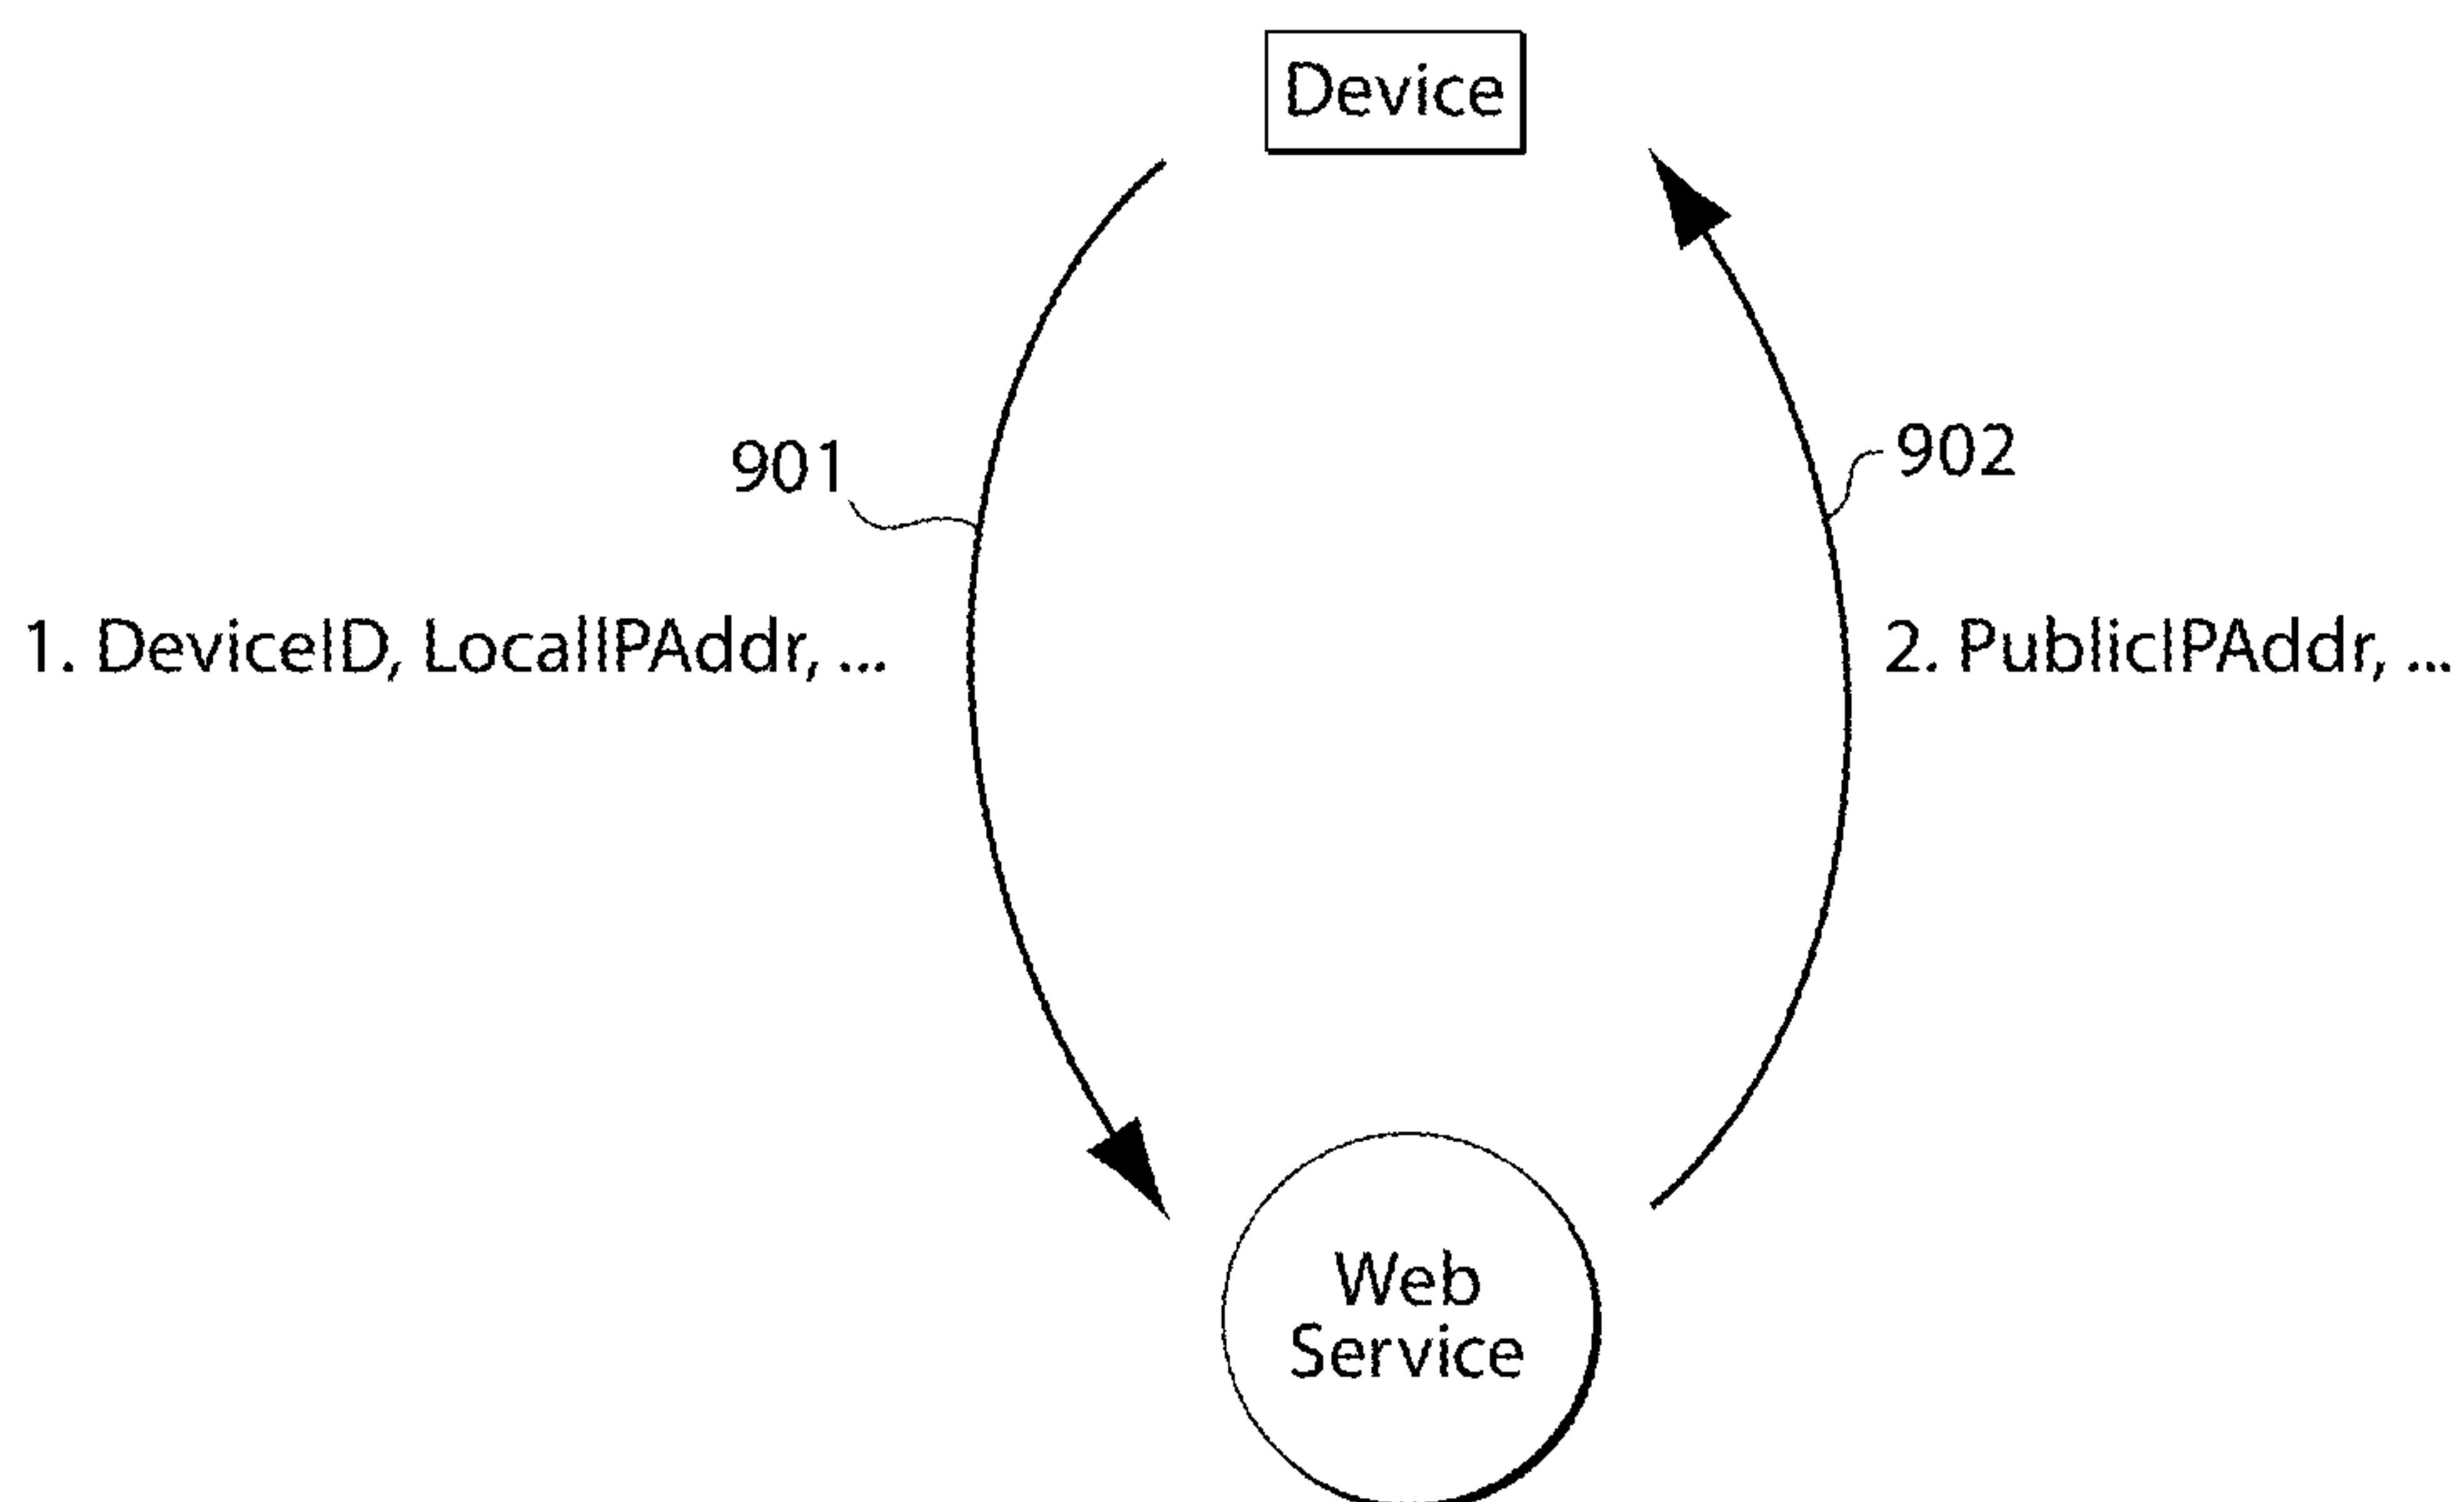 Device
901
902
1. DeviceID, LocalIPAddr, ...
2. PublicIPAddr, ...
Web
Service